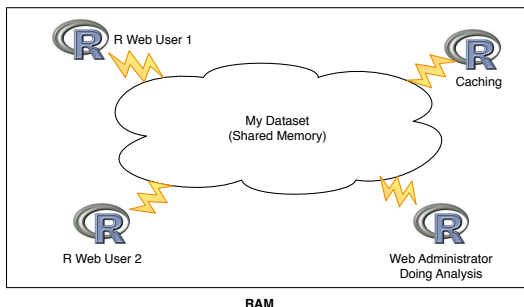 R
R Web User 1
R
Caching
My Dataset
(Shared Memory)
R
R Web User 2
R
Web Administrator
Doing Analysis
RAM